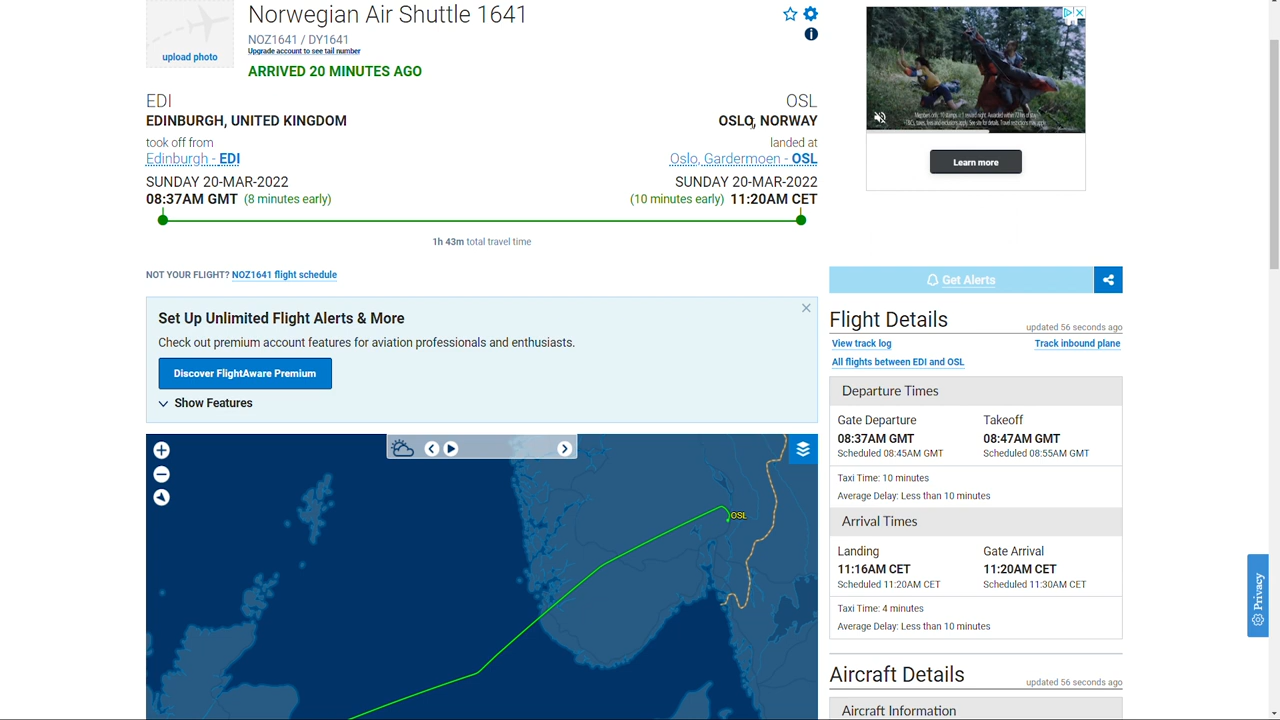 Norwegian Air Shuttle 1641
NOZ1641 / DY1641
Upgrade account to see tail number
upload photo
ARRIVED 20 MINUTES AGO
EDI
EDINBURGH, UNITED KINGDOM
took off from
Edinburgh - EDI
SUNDAY 20-MAR-2022
08:37AM GMT (8 minutes early)
OSL
OSLO, NORWAY
landed at
Oslo, Gardermoen - OSL
SUNDAY 20-MAR-2022
(10 minutes early) 11:20AM CET
1h 43m total travel time
NOT YOUR FLIGHT? NOZ1641 flight schedule
Set Up Unlimited Flight Alerts & More
Check out premium account features for aviation professionals and enthusiasts.
Discover FlightAware Premium
Show Features
OSL
Learn more
Get Alerts
Flight Details
updated 56 seconds ago
View track log
Track inbound plane
All flights between EDI and OSL
Departure Times
Gate Departure
08:37AM GMT
Scheduled 08:45AM GMT
Takeoff
08:47AM GMT
Scheduled 08:55AM GMT
Taxi Time: 10 minutes
Average Delay: Less than 10 minutes
Arrival Times
Landing
11:16AM CET
Scheduled 11:20AM CET
Gate Arrival
11:20AM CET
Scheduled 11:30AM CET
Taxi Time: 4 minutes
Average Delay: Less than 10 minutes
Aircraft Details
updated 56 seconds ago
Aircraft Information
Privacy